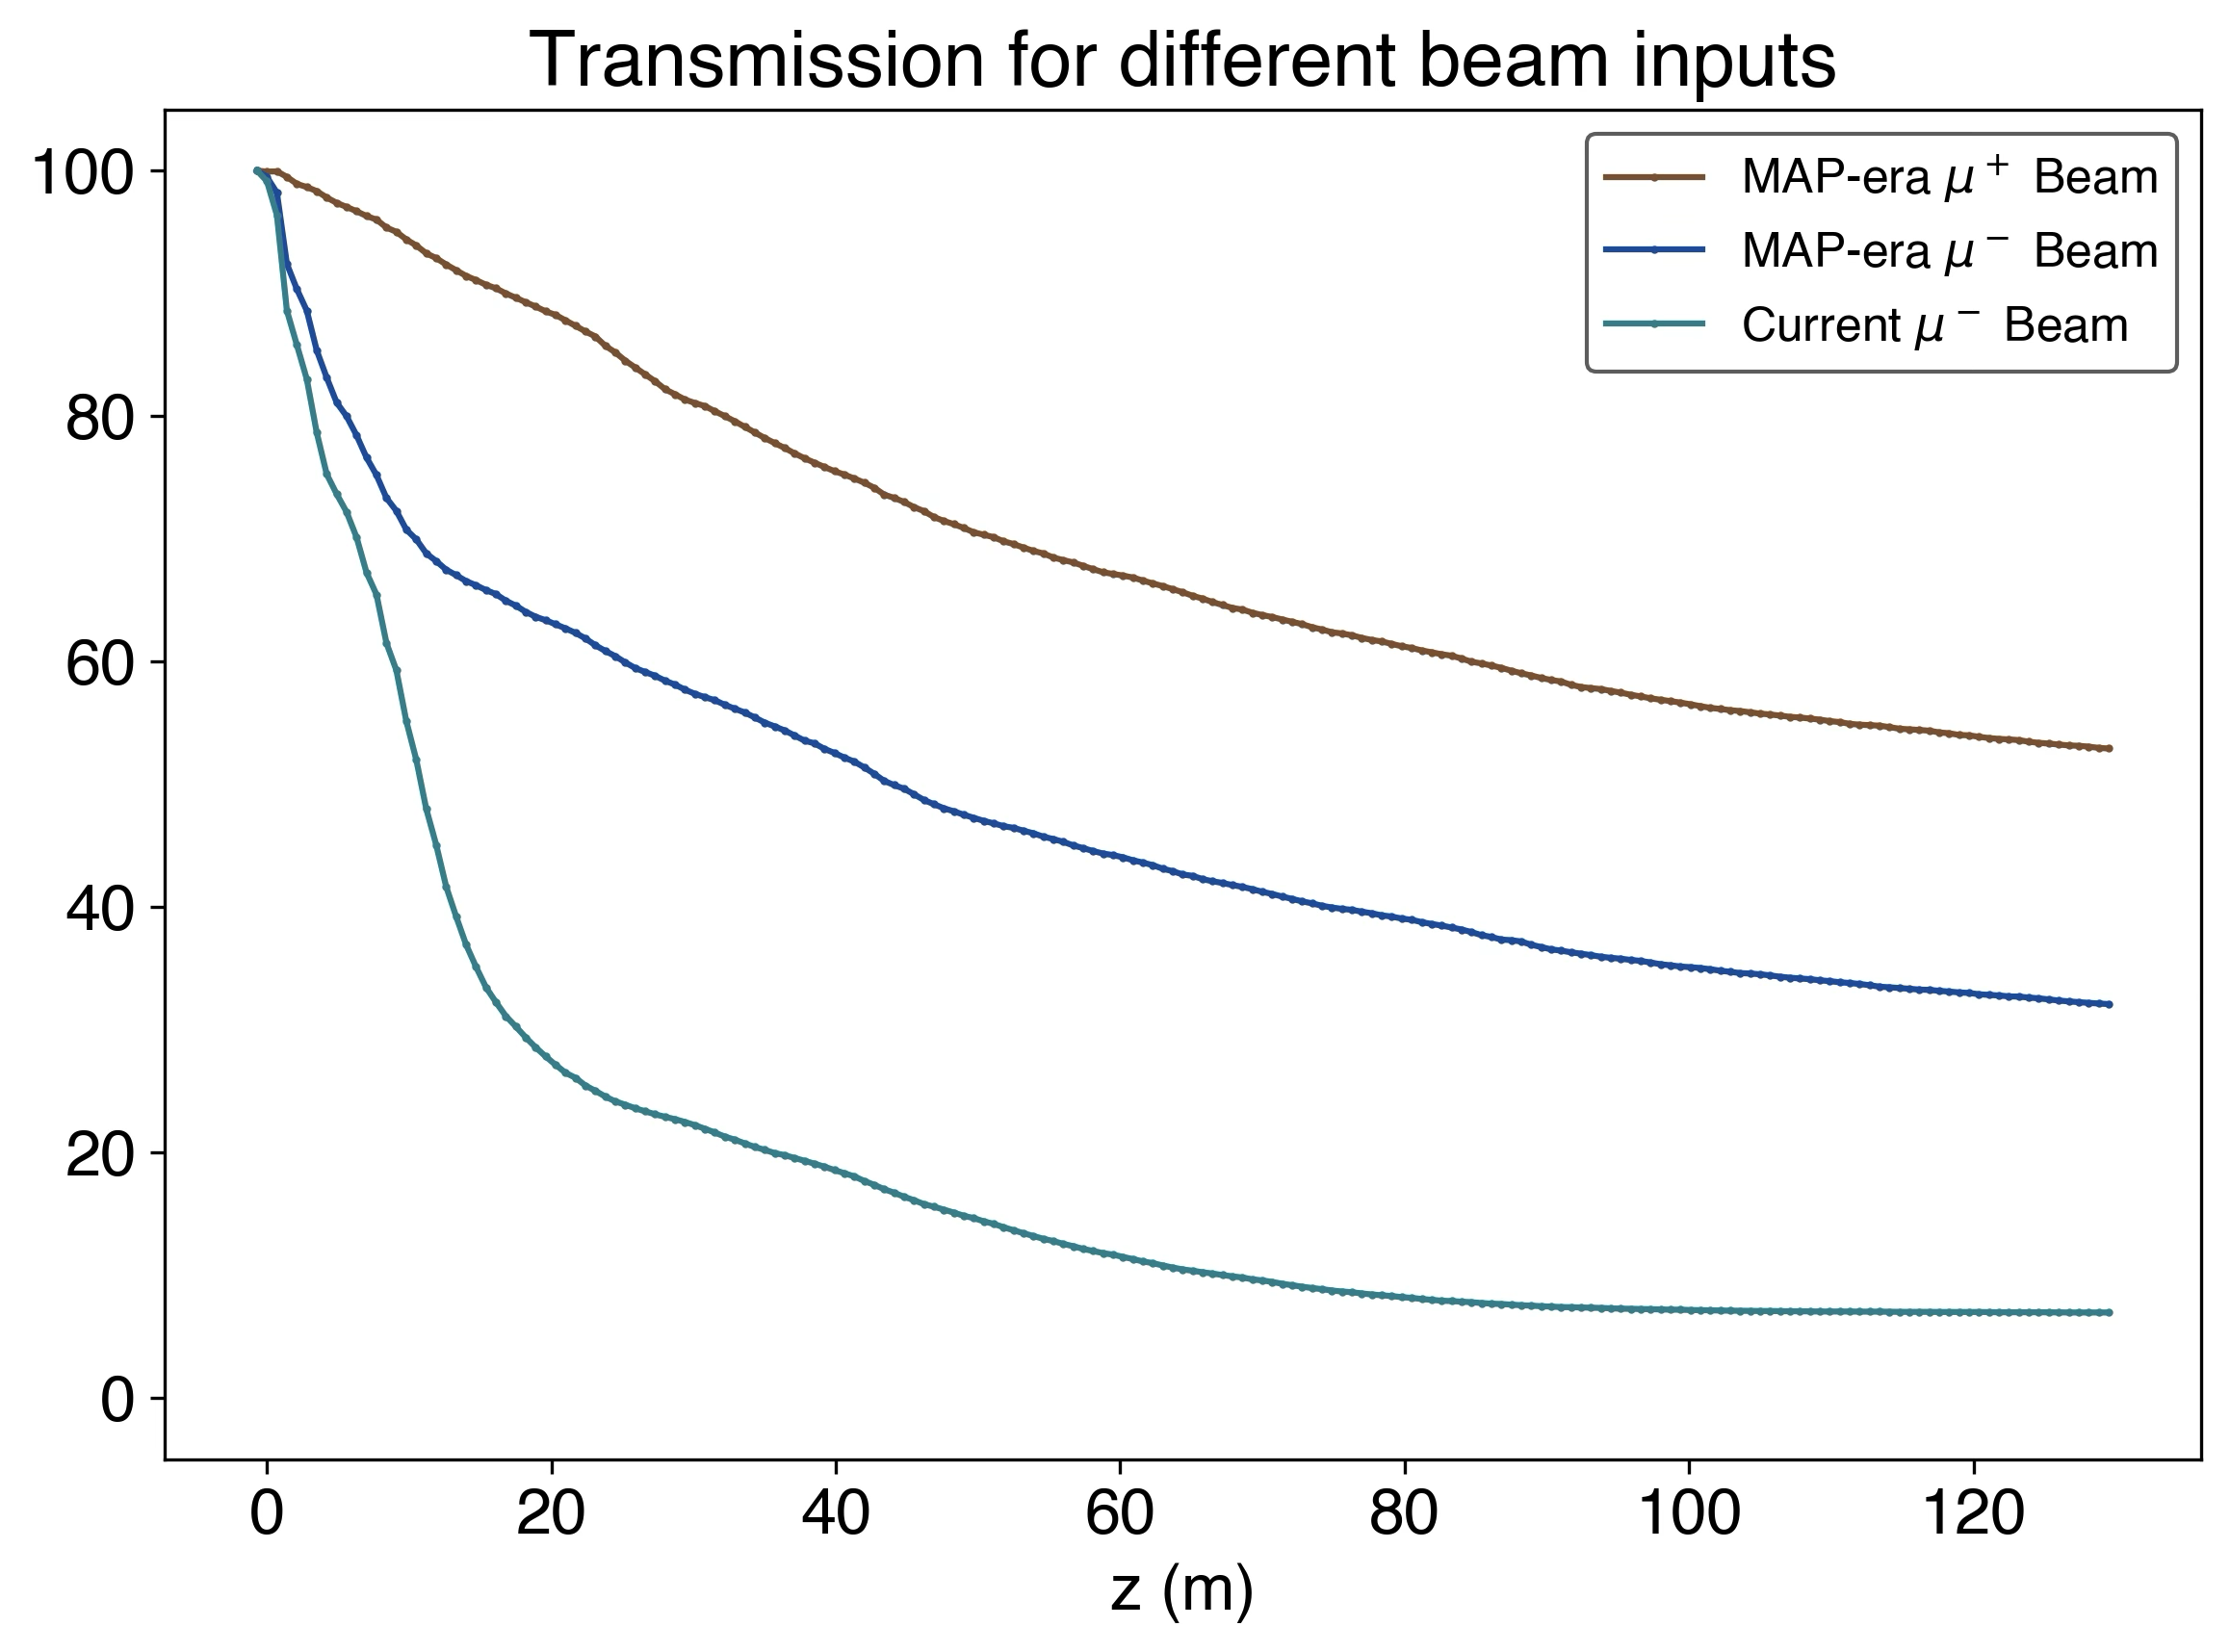 Transmission for different beam inputs
MAP-era μ⁺ Beam
MAP-era μ⁻ Beam
Current μ⁻ Beam
100
80
60
40
20
0
0 20 40 60 80 100 120
z (m)